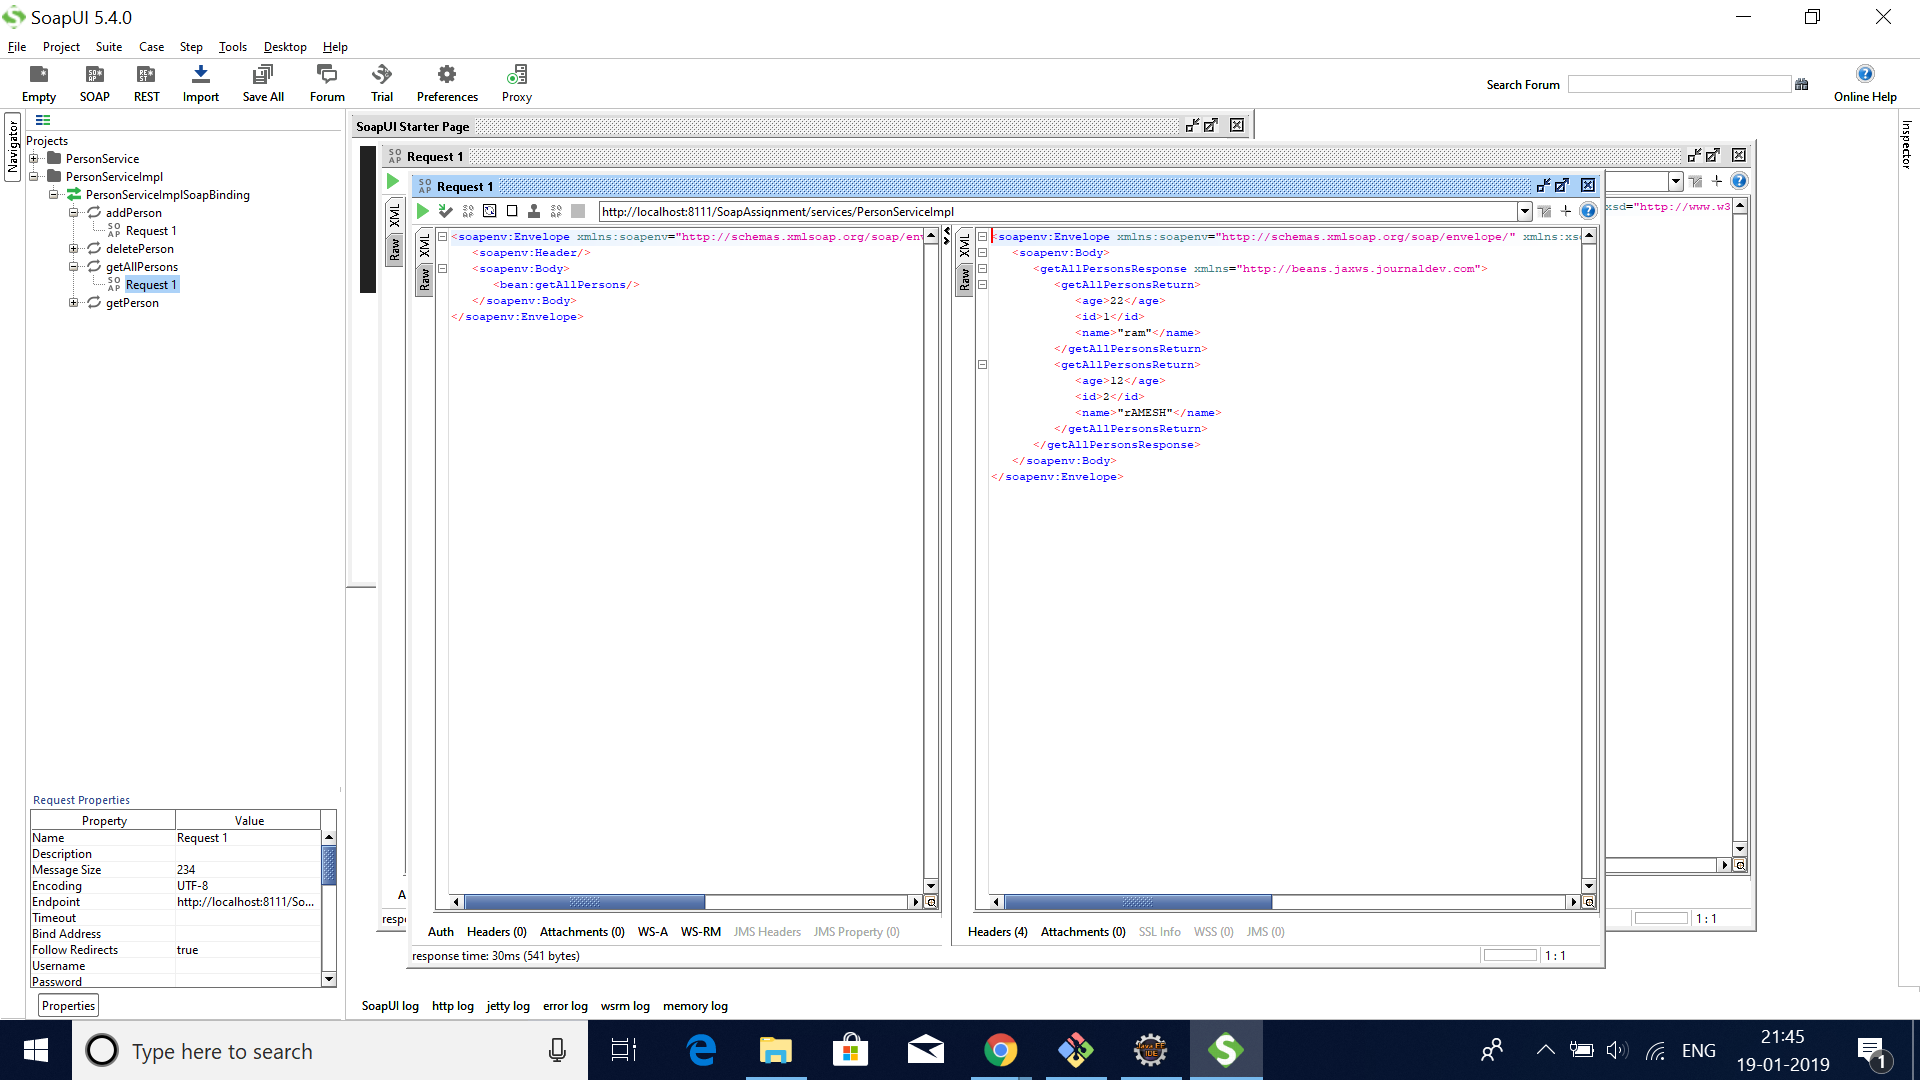 SoapUI 5.4.0
File Project Suite Case Step Tools Desktop Help
Empty SOAP REST Import Save All Forum Trial Preferences Proxy
Search Forum
Online Help
Navigator
Inspector
Projects
PersonService
PersonServiceImpl
PersonServiceImplSoapBinding
addPerson
Request 1
deletePerson
getAllPersons
Request 1
getPerson
SoapUI Starter Page
Request 1
Request 1
http://localhost:8111/SoapAssignment/services/PersonServiceImpl
xsd="http://www.w3
XML
Raw
XML
Raw
<soapenv:Envelope xmlns:soapenv="http://schemas.xmlsoap.org/soap/env
<soapenv:Header/>
<soapenv:Body>
<bean:getAllPersons/>
</soapenv:Body>
</soapenv:Envelope>
XML
Raw
<soapenv:Envelope xmlns:soapenv="http://schemas.xmlsoap.org/soap/envelope/" xmlns:xs
<soapenv:Body>
<getAllPersonsResponse xmlns="http://beans.jaxws.journaldev.com">
<getAllPersonsReturn>
<age>22</age>
<id>1</id>
<name>"ram"</name>
</getAllPersonsReturn>
<getAllPersonsReturn>
<age>12</age>
<id>2</id>
<name>"rAMESH"</name>
</getAllPersonsReturn>
</getAllPersonsResponse>
</soapenv:Body>
</soapenv:Envelope>
Request Properties
Property Value
Name Request 1
Description
Message Size 234
Encoding UTF-8
Endpoint http://localhost:8111/So...
Timeout
Bind Address
Follow Redirects true
Username
Password
Properties
A
resp
Auth Headers (0) Attachments (0) WS-A WS-RM JMS Headers JMS Property (0)
Headers (4) Attachments (0) SSL Info WSS (0) JMS (0)
response time: 30ms (541 bytes)
1 : 1
1 : 1
SoapUI log http log jetty log error log wsrm log memory log
Type here to search
ENG
21:45
19-01-2019
1